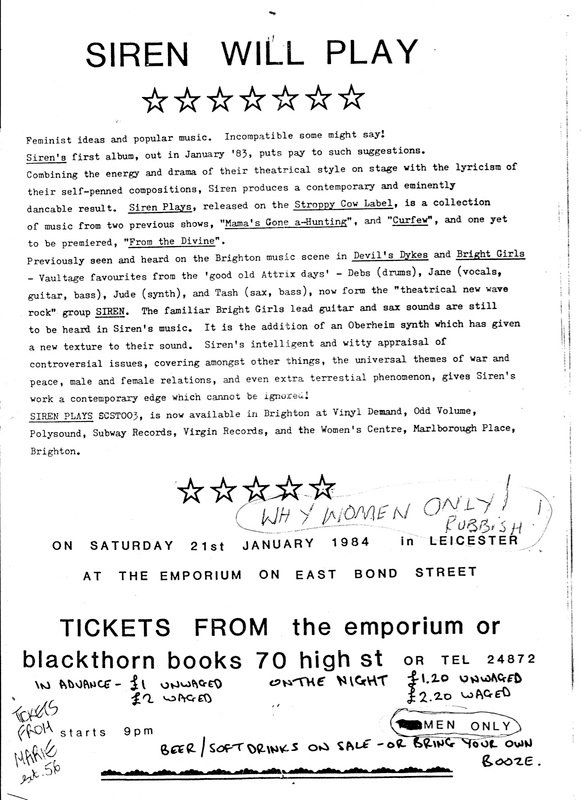 SIREN WILL PLAY
Feminist ideas and popular music. Incompatible some might say!
Siren's first album, out in January '83, puts pay to such suggestions.
Combining the energy and drama of their theatrical style on stage with the lyricism of
their self-penned compositions, Siren produces a contemporary and eminently
dancable result. Siren Plays, released on the Stroppy Cow Label, is a collection
of music from two previous shows, "Mama's Gone a-Hunting", and "Curfew", and one yet
to be premiered, "From the Divine".
Previously seen and heard on the Brighton music scene in Devil's Dykes and Bright Girls
- Vaultage favourites from the 'good old Attrix days' - Debs (drums), Jane (vocals,
guitar, bass), Jude (synth), and Tash (sax, bass), now form the "theatrical new wave
rock" group SIREN. The familiar Bright Girls lead guitar and sax sounds are still
to be heard in Siren's music. It is the addition of an Oberheim synth which has given
a new texture to their sound. Siren's intelligent and witty appraisal of
controversial issues, covering amongst other things, the universal themes of war and
peace, male and female relations, and even extra terrestial phenomenon, gives Siren's
work a contemporary edge which cannot be ignored!
SIREN PLAYS SCST003, is now available in Brighton at Vinyl Demand, Odd Volume,
Polysound, Subway Records, Virgin Records, and the Women's Centre, Marlborough Place,
Brighton.
WHY WOMEN ONLY!
RUBBISH!
ON SATURDAY 21st JANUARY 1984 in LEICESTER
AT THE EMPORIUM ON EAST BOND STREET
TICKETS FROM the emporium or
blackthorn books 70 high st OR TEL 24872
IN ADVANCE - £1 UNWAGED ON THE NIGHT £1.20 UNWAGED
£2 WAGED £2.20 WAGED
TICKETS
FROM
MARIE
ext. 56
starts 9pm MEN ONLY
BEER/SOFT DRINKS ON SALE - OR BRING YOUR OWN
BOOZE.